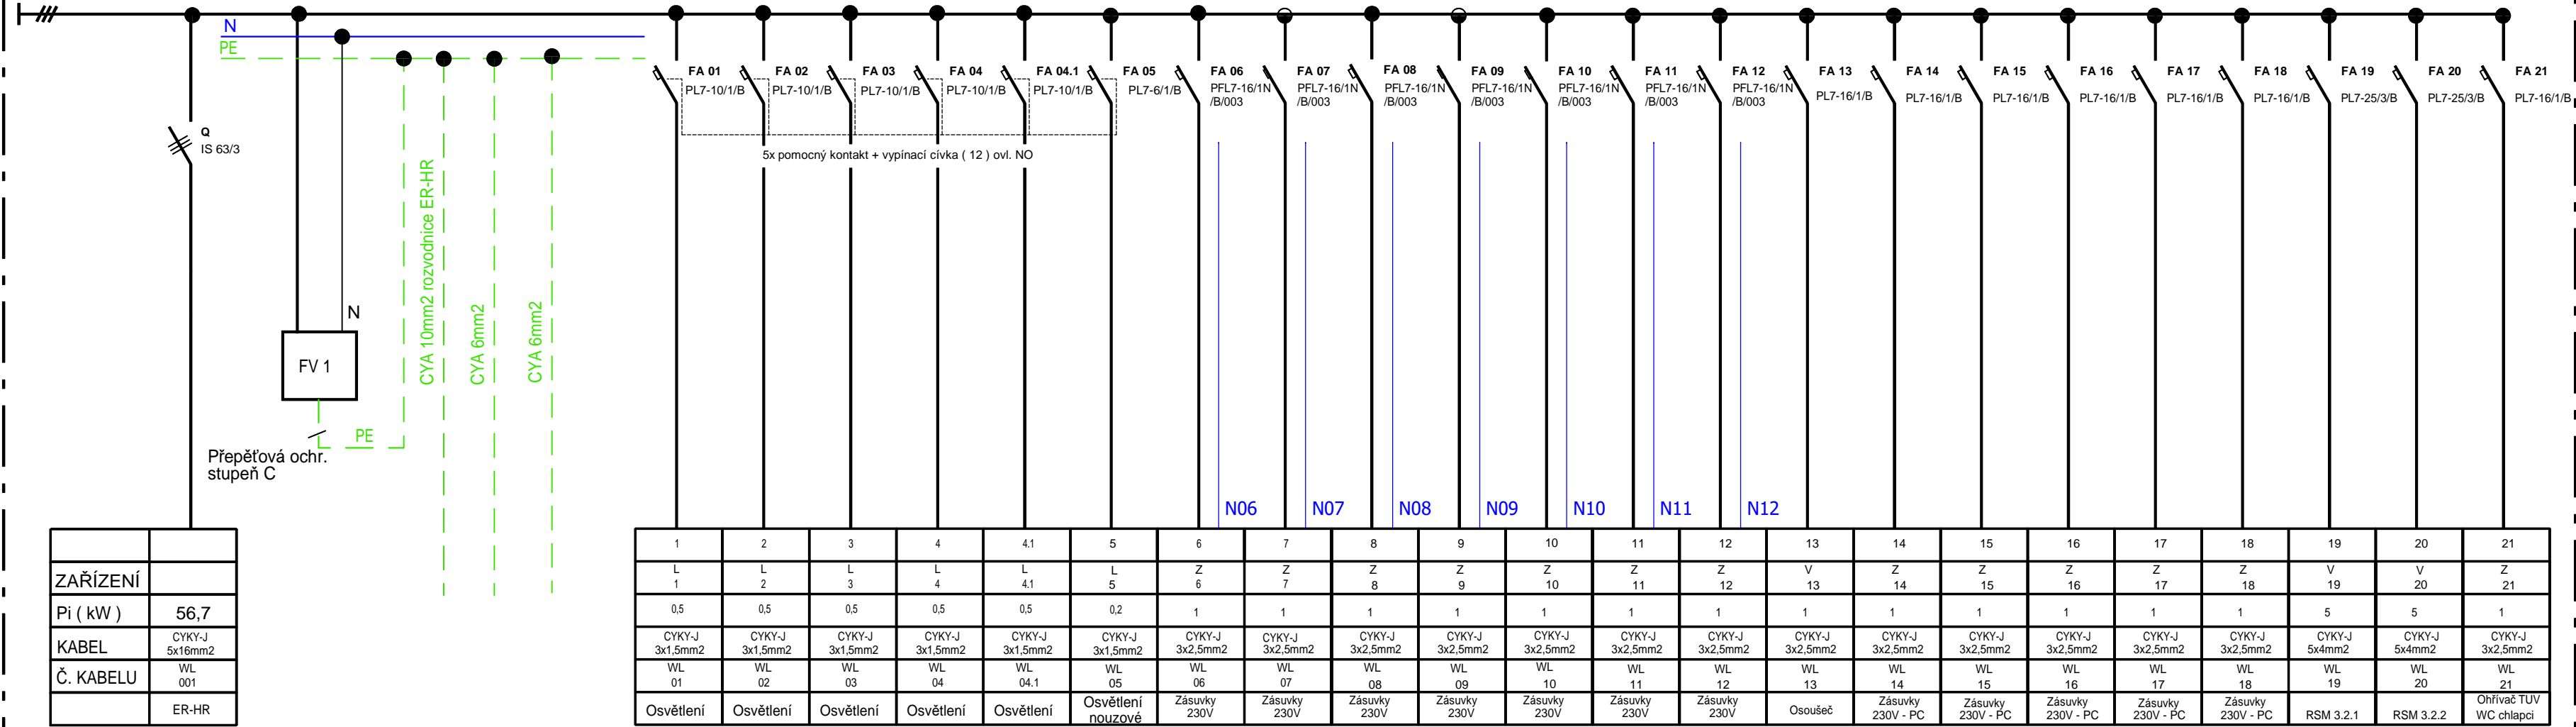 N
PE
Q
IS 63/3
N
FV 1
PE
Přepěťová ochr.
stupeň C
CYA 10mm2 rozvodnice ER-HR
CYA 6mm2
CYA 6mm2
FA 01
PL7-10/1/B
FA 02
PL7-10/1/B
FA 03
PL7-10/1/B
FA 04
PL7-10/1/B
FA 04.1
PL7-10/1/B
FA 05
PL7-6/1/B
FA 06
PFL7-16/1N
/B/003
FA 07
PFL7-16/1N
/B/003
FA 08
PFL7-16/1N
/B/003
FA 09
PFL7-16/1N
/B/003
FA 10
PFL7-16/1N
/B/003
FA 11
PFL7-16/1N
/B/003
FA 12
PFL7-16/1N
/B/003
FA 13
PL7-16/1/B
FA 14
PL7-16/1/B
FA 15
PL7-16/1/B
FA 16
PL7-16/1/B
FA 17
PL7-16/1/B
FA 18
PL7-16/1/B
FA 19
PL7-25/3/B
FA 20
PL7-25/3/B
FA 21
PL7-16/1/B
5x pomocný kontakt + vypínací cívka ( 12 ) ovl. NO
N06 N07 N08 N09 N10 N11 N12
ZAŘÍZENÍ
Pi ( kW ) 56,7
KABEL CYKY-J
5x16mm2
Č. KABELU WL
001
ER-HR
1 2 3 4 4.1 5 6 7 8 9 10 11 12 13 14 15 16 17 18 19 20 21
L L L L L L Z Z Z Z Z Z Z V Z Z Z Z Z V V Z
1 2 3 4 4.1 5 6 7 8 9 10 11 12 13 14 15 16 17 18 19 20 21
0,5 0,5 0,5 0,5 0,5 0,2 1 1 1 1 1 1 1 1 1 1 1 1 1 5 5 1
CYKY-J CYKY-J CYKY-J CYKY-J CYKY-J CYKY-J CYKY-J CYKY-J CYKY-J CYKY-J CYKY-J CYKY-J CYKY-J CYKY-J CYKY-J CYKY-J CYKY-J CYKY-J CYKY-J CYKY-J CYKY-J CYKY-J
3x1,5mm2 3x1,5mm2 3x1,5mm2 3x1,5mm2 3x1,5mm2 3x1,5mm2 3x2,5mm2 3x2,5mm2 3x2,5mm2 3x2,5mm2 3x2,5mm2 3x2,5mm2 3x2,5mm2 3x2,5mm2 3x2,5mm2 3x2,5mm2 3x2,5mm2 3x2,5mm2 3x2,5mm2 5x4mm2 5x4mm2 3x2,5mm2
WL WL WL WL WL WL WL WL WL WL WL WL WL WL WL WL WL WL WL WL WL WL
01 02 03 04 04.1 05 06 07 08 09 10 11 12 13 14 15 16 17 18 19 20 21
Osvětlení Osvětlení Osvětlení Osvětlení Osvětlení Osvětlení Zásuvky Zásuvky Zásuvky Zásuvky Zásuvky Zásuvky Zásuvky Osoušeč Zásuvky Zásuvky Zásuvky Zásuvky Zásuvky RSM 3.2.1 RSM 3.2.2 Ohřívač TUV
nouzové 230V 230V 230V 230V 230V 230V 230V 230V - PC 230V - PC 230V - PC 230V - PC 230V - PC WC chlapci